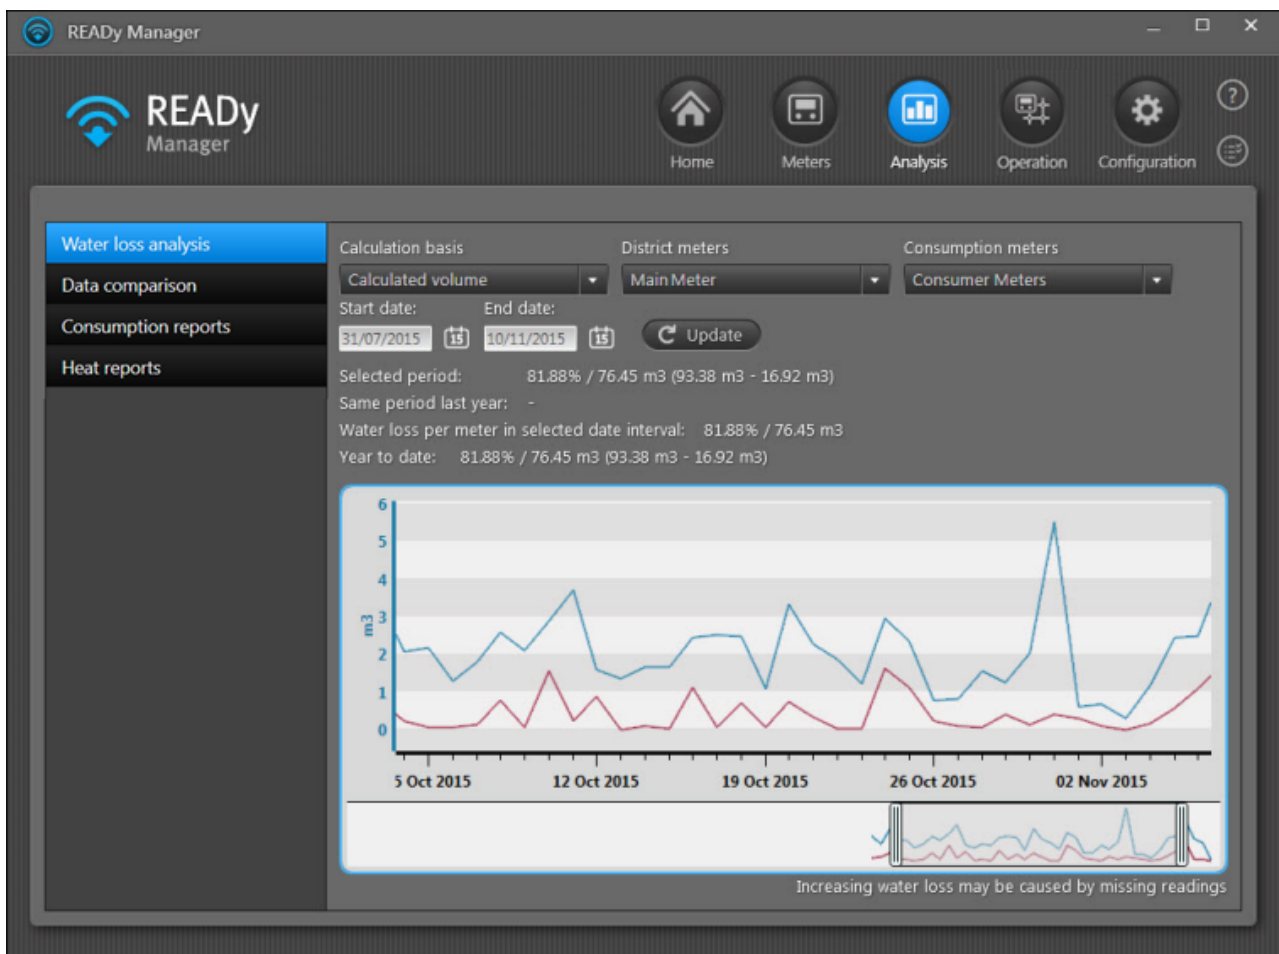 READy Manager
READy
Manager
Home
Meters
Analysis
Operation
Configuration
?
Water loss analysis
Data comparison
Consumption reports
Heat reports
Calculation basis
District meters
Consumption meters
Calculated volume
Main Meter
Consumer Meters
Start date:
End date:
31/07/2015
15
10/11/2015
15
Update
Selected period: 81.88% / 76.45 m3 (93.38 m3 - 16.92 m3)
Same period last year: -
Water loss per meter in selected date interval: 81.88% / 76.45 m3
Year to date: 81.88% / 76.45 m3 (93.38 m3 - 16.92 m3)
6
5
4
3
2
1
0
m3
5 Oct 2015
12 Oct 2015
19 Oct 2015
26 Oct 2015
02 Nov 2015
Increasing water loss may be caused by missing readings